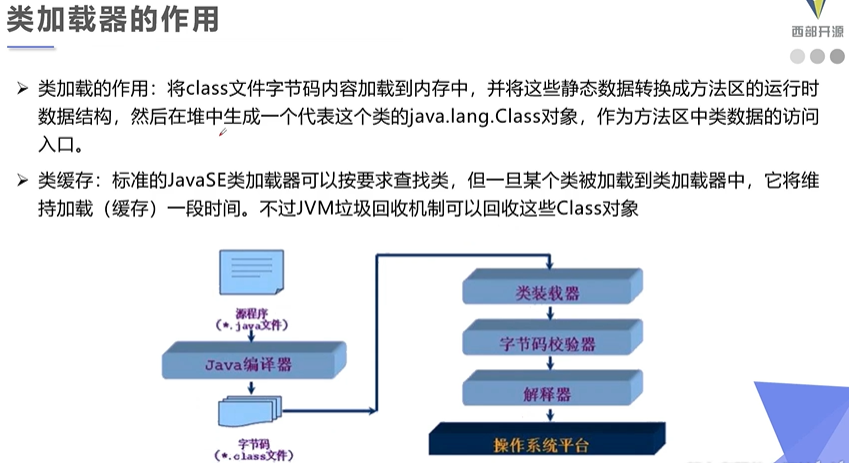 类加载器的作用
西部开源
➢ 类加载的作用：将class文件字节码内容加载到内存中，并将这些静态数据转换成方法区的运行时
数据结构，然后在堆中生成一个代表这个类的java.lang.Class对象，作为方法区中类数据的访问
入口。
➢ 类缓存：标准的JavaSE类加载器可以按要求查找类，但一旦某个类被加载到类加载器中，它将维
持加载（缓存）一段时间。不过JVM垃圾回收机制可以回收这些Class对象
源程序
（*.java文件）
Java编译器
字节码
（*.class文件）
类装载器
字节码校验器
解释器
操作系统平台